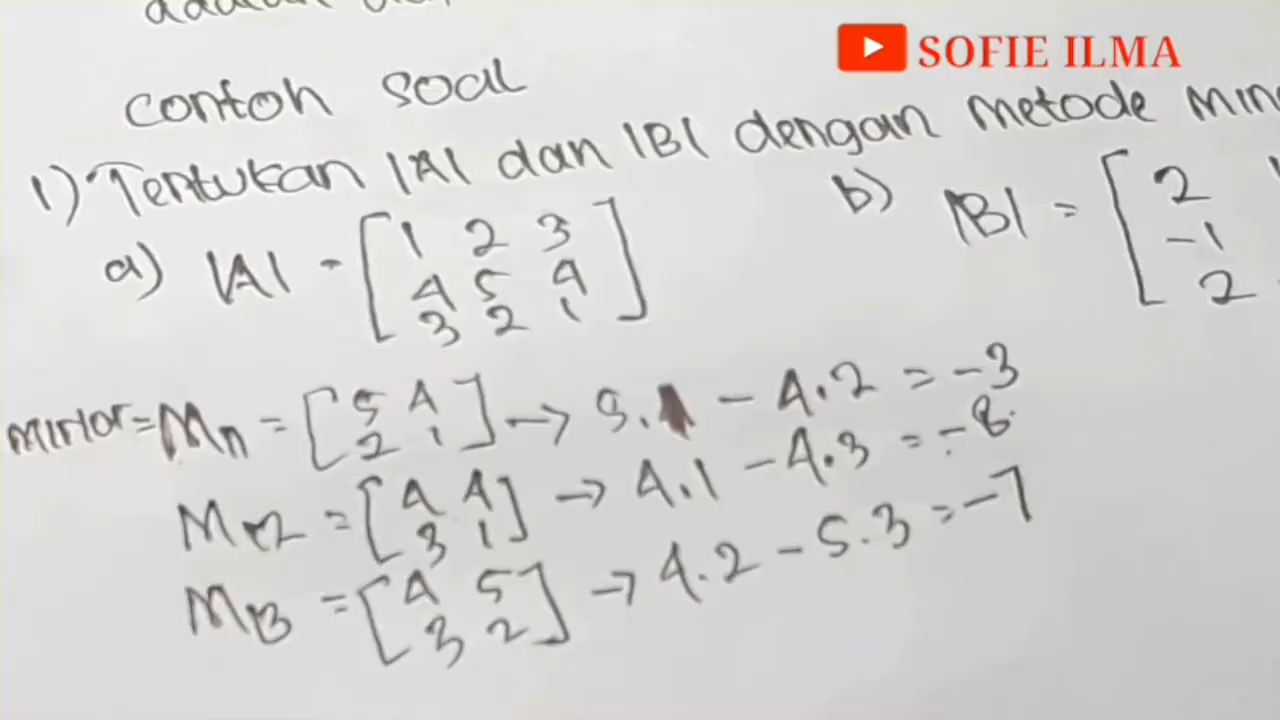 SOFIE ILMA
contoh soal
1) Tentukan |A| dan |B| dengan metode
a) |A| = [ 1 2 3
4 5 4
3 2 1 ]
b) |B| = [ 2
-1
2
minor = M11 = [ 5 4
2 1 ] → 5.1 - 4.2 = -3
M12 = [ 4 4
3 1 ] → 4.1 - 4.3 = -8
M13 = [ 4 5
3 2 ] → 4.2 - 5.3 = -7